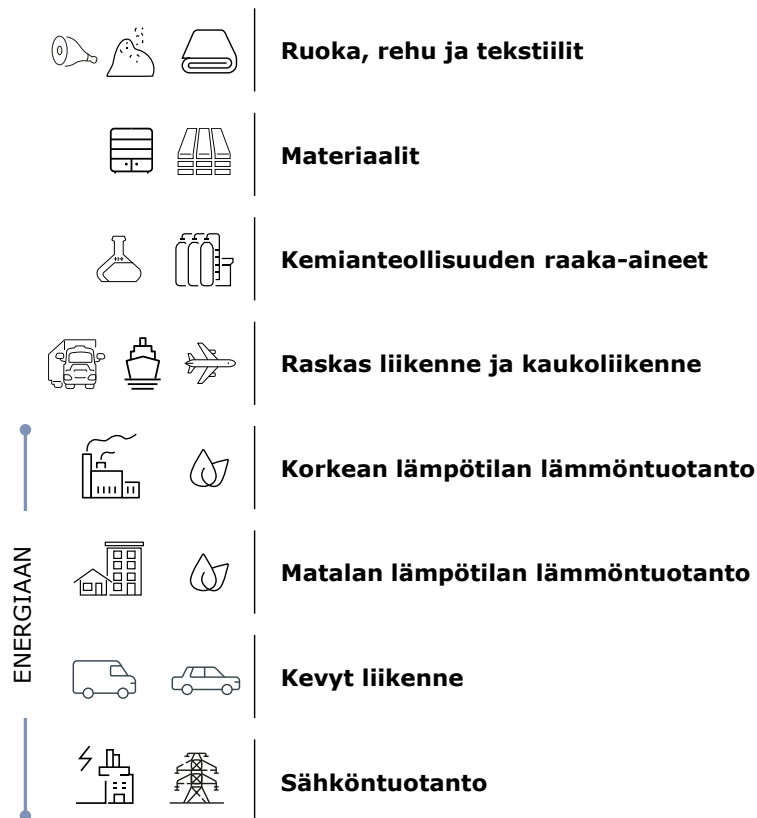 Ruoka, rehu ja tekstiilit
Materiaalit
Kemianteollisuuden raaka-aineet
Raskas liikenne ja kaukoliikenne
Korkean lämpötilan lämmöntuotanto
Matalan lämpötilan lämmöntuotanto
Kevyt liikenne
Sähköntuotanto
ENERGIAAN